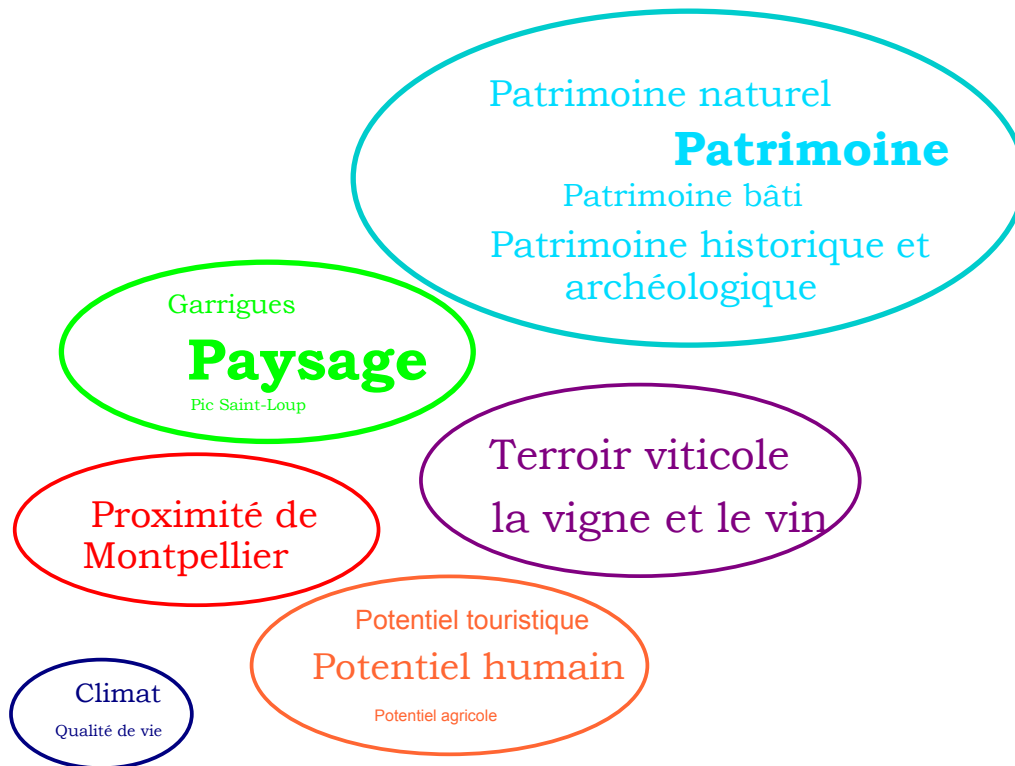 Patrimoine naturel
Patrimoine
Patrimoine bâti
Patrimoine historique et
archéologique
Garrigues
Paysage
Pic Saint-Loup
Terroir viticole
la vigne et le vin
Proximité de
Montpellier
Potentiel touristique
Potentiel humain
Potentiel agricole
Climat
Qualité de vie